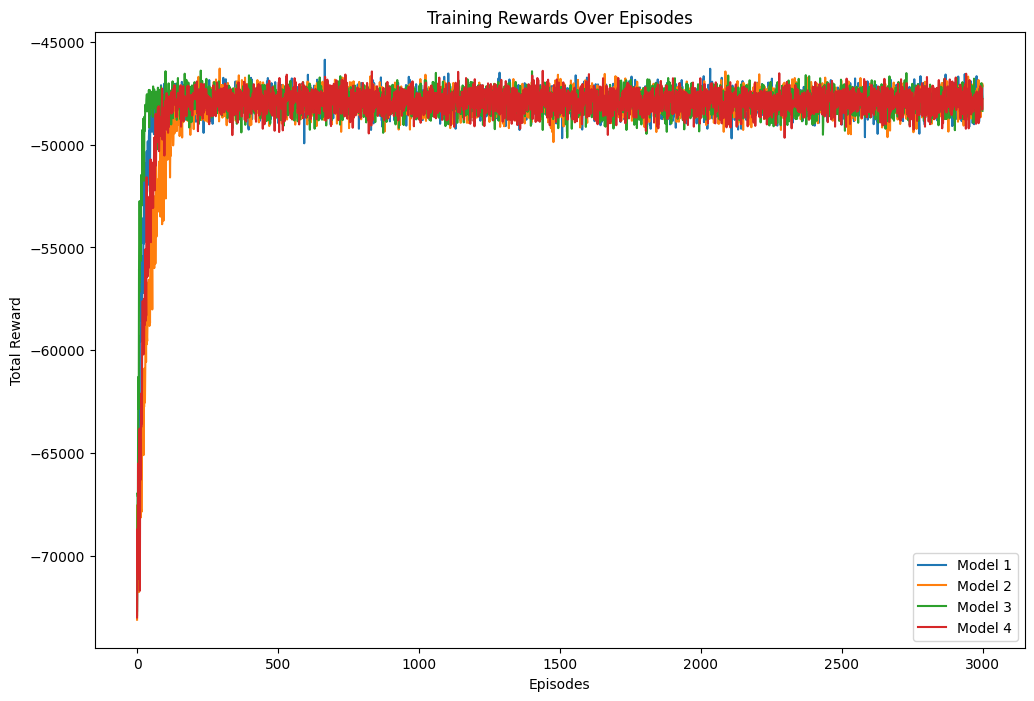 Training Rewards Over Episodes
−45000
−50000
−55000
−60000
−65000
−70000
Total Reward
0
500
1000
1500
2000
2500
3000
Episodes
Model 1
Model 2
Model 3
Model 4